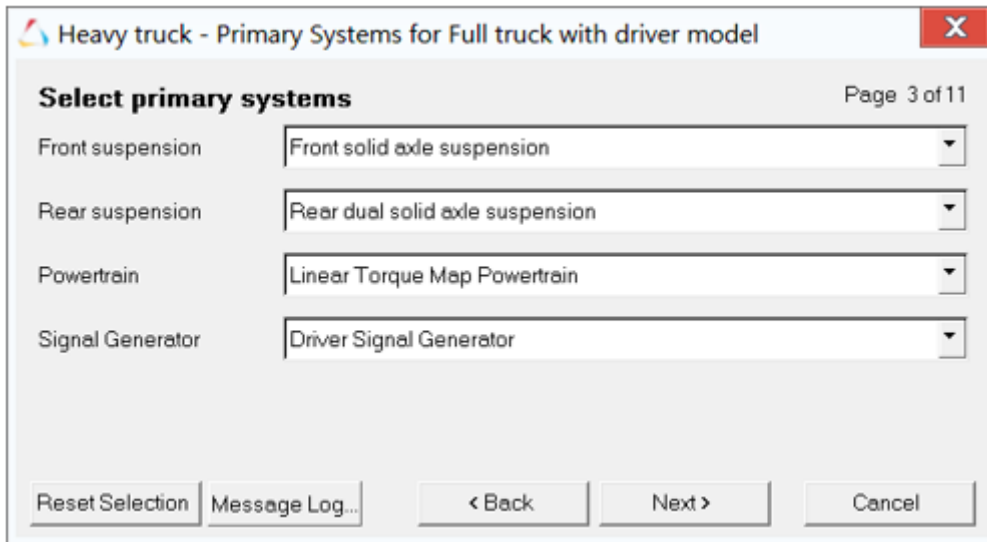 Heavy truck - Primary Systems for Full truck with driver model
Select primary systems Page 3 of 11
Front suspension Front solid axle suspension
Rear suspension Rear dual solid axle suspension
Powertrain Linear Torque Map Powertrain
Signal Generator Driver Signal Generator
Reset Selection Message Log... < Back Next > Cancel